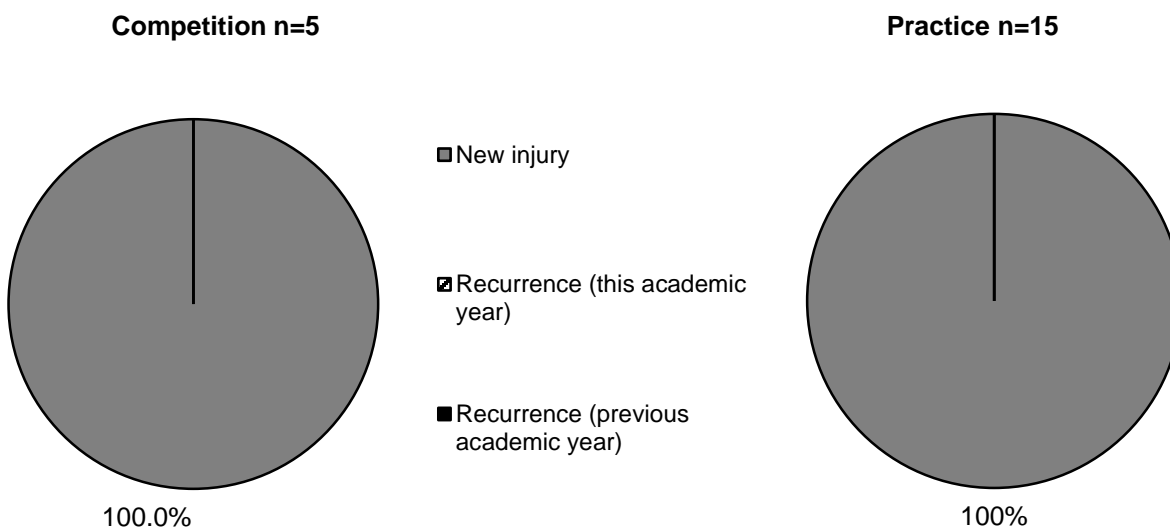 Competition n=5
Practice n=15
New injury
Recurrence (this academic
year)
Recurrence (previous
academic year)
100.0%
100%